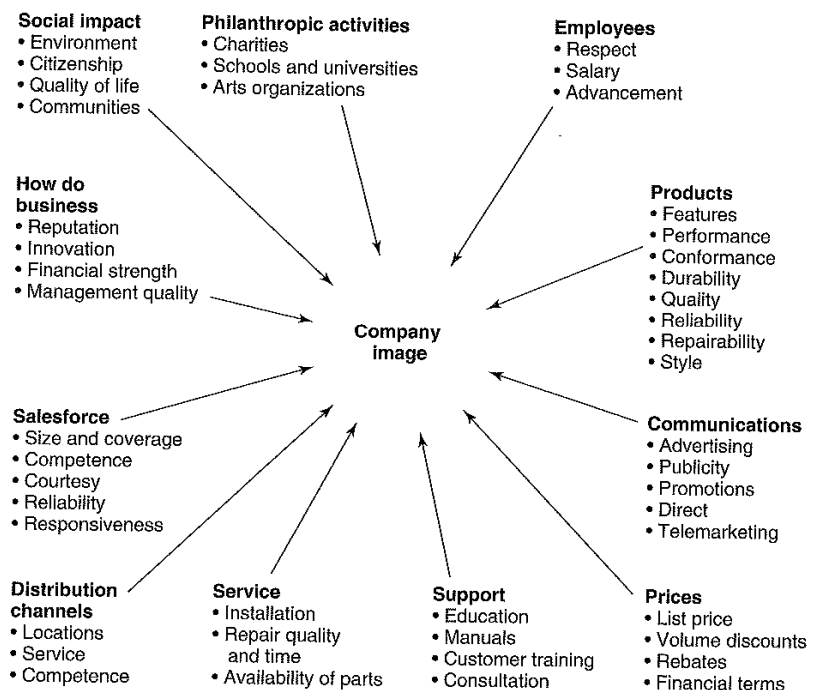 Social impact
• Environment
• Citizenship
• Quality of life
• Communities
Philanthropic activities
• Charities
• Schools and universities
• Arts organizations
Employees
• Respect
• Salary
• Advancement
How do
business
• Reputation
• Innovation
• Financial strength
• Management quality
Products
• Features
• Performance
• Conformance
• Durability
• Quality
• Reliability
• Repairability
• Style
Company
image
Salesforce
• Size and coverage
• Competence
• Courtesy
• Reliability
• Responsiveness
Communications
• Advertising
• Publicity
• Promotions
• Direct
• Telemarketing
Distribution
channels
• Locations
• Service
• Competence
Service
• Installation
• Repair quality
and time
• Availability of parts
Support
• Education
• Manuals
• Customer training
• Consultation
Prices
• List price
• Volume discounts
• Rebates
• Financial terms